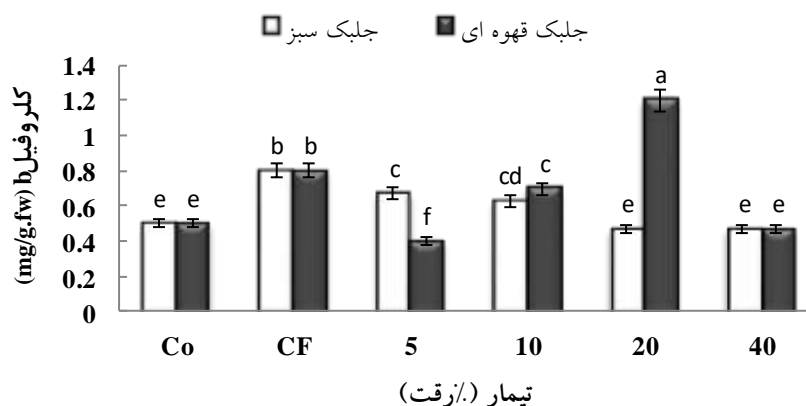 جلبک سبز جلبک قهوه ای
کلروفیل b (mg/g.fw)
1.4
1.2
1
0.8
0.6
0.4
0.2
0
e e b b c f cd c e a e e
Co CF 5 10 20 40
تیمار (٪رقت)